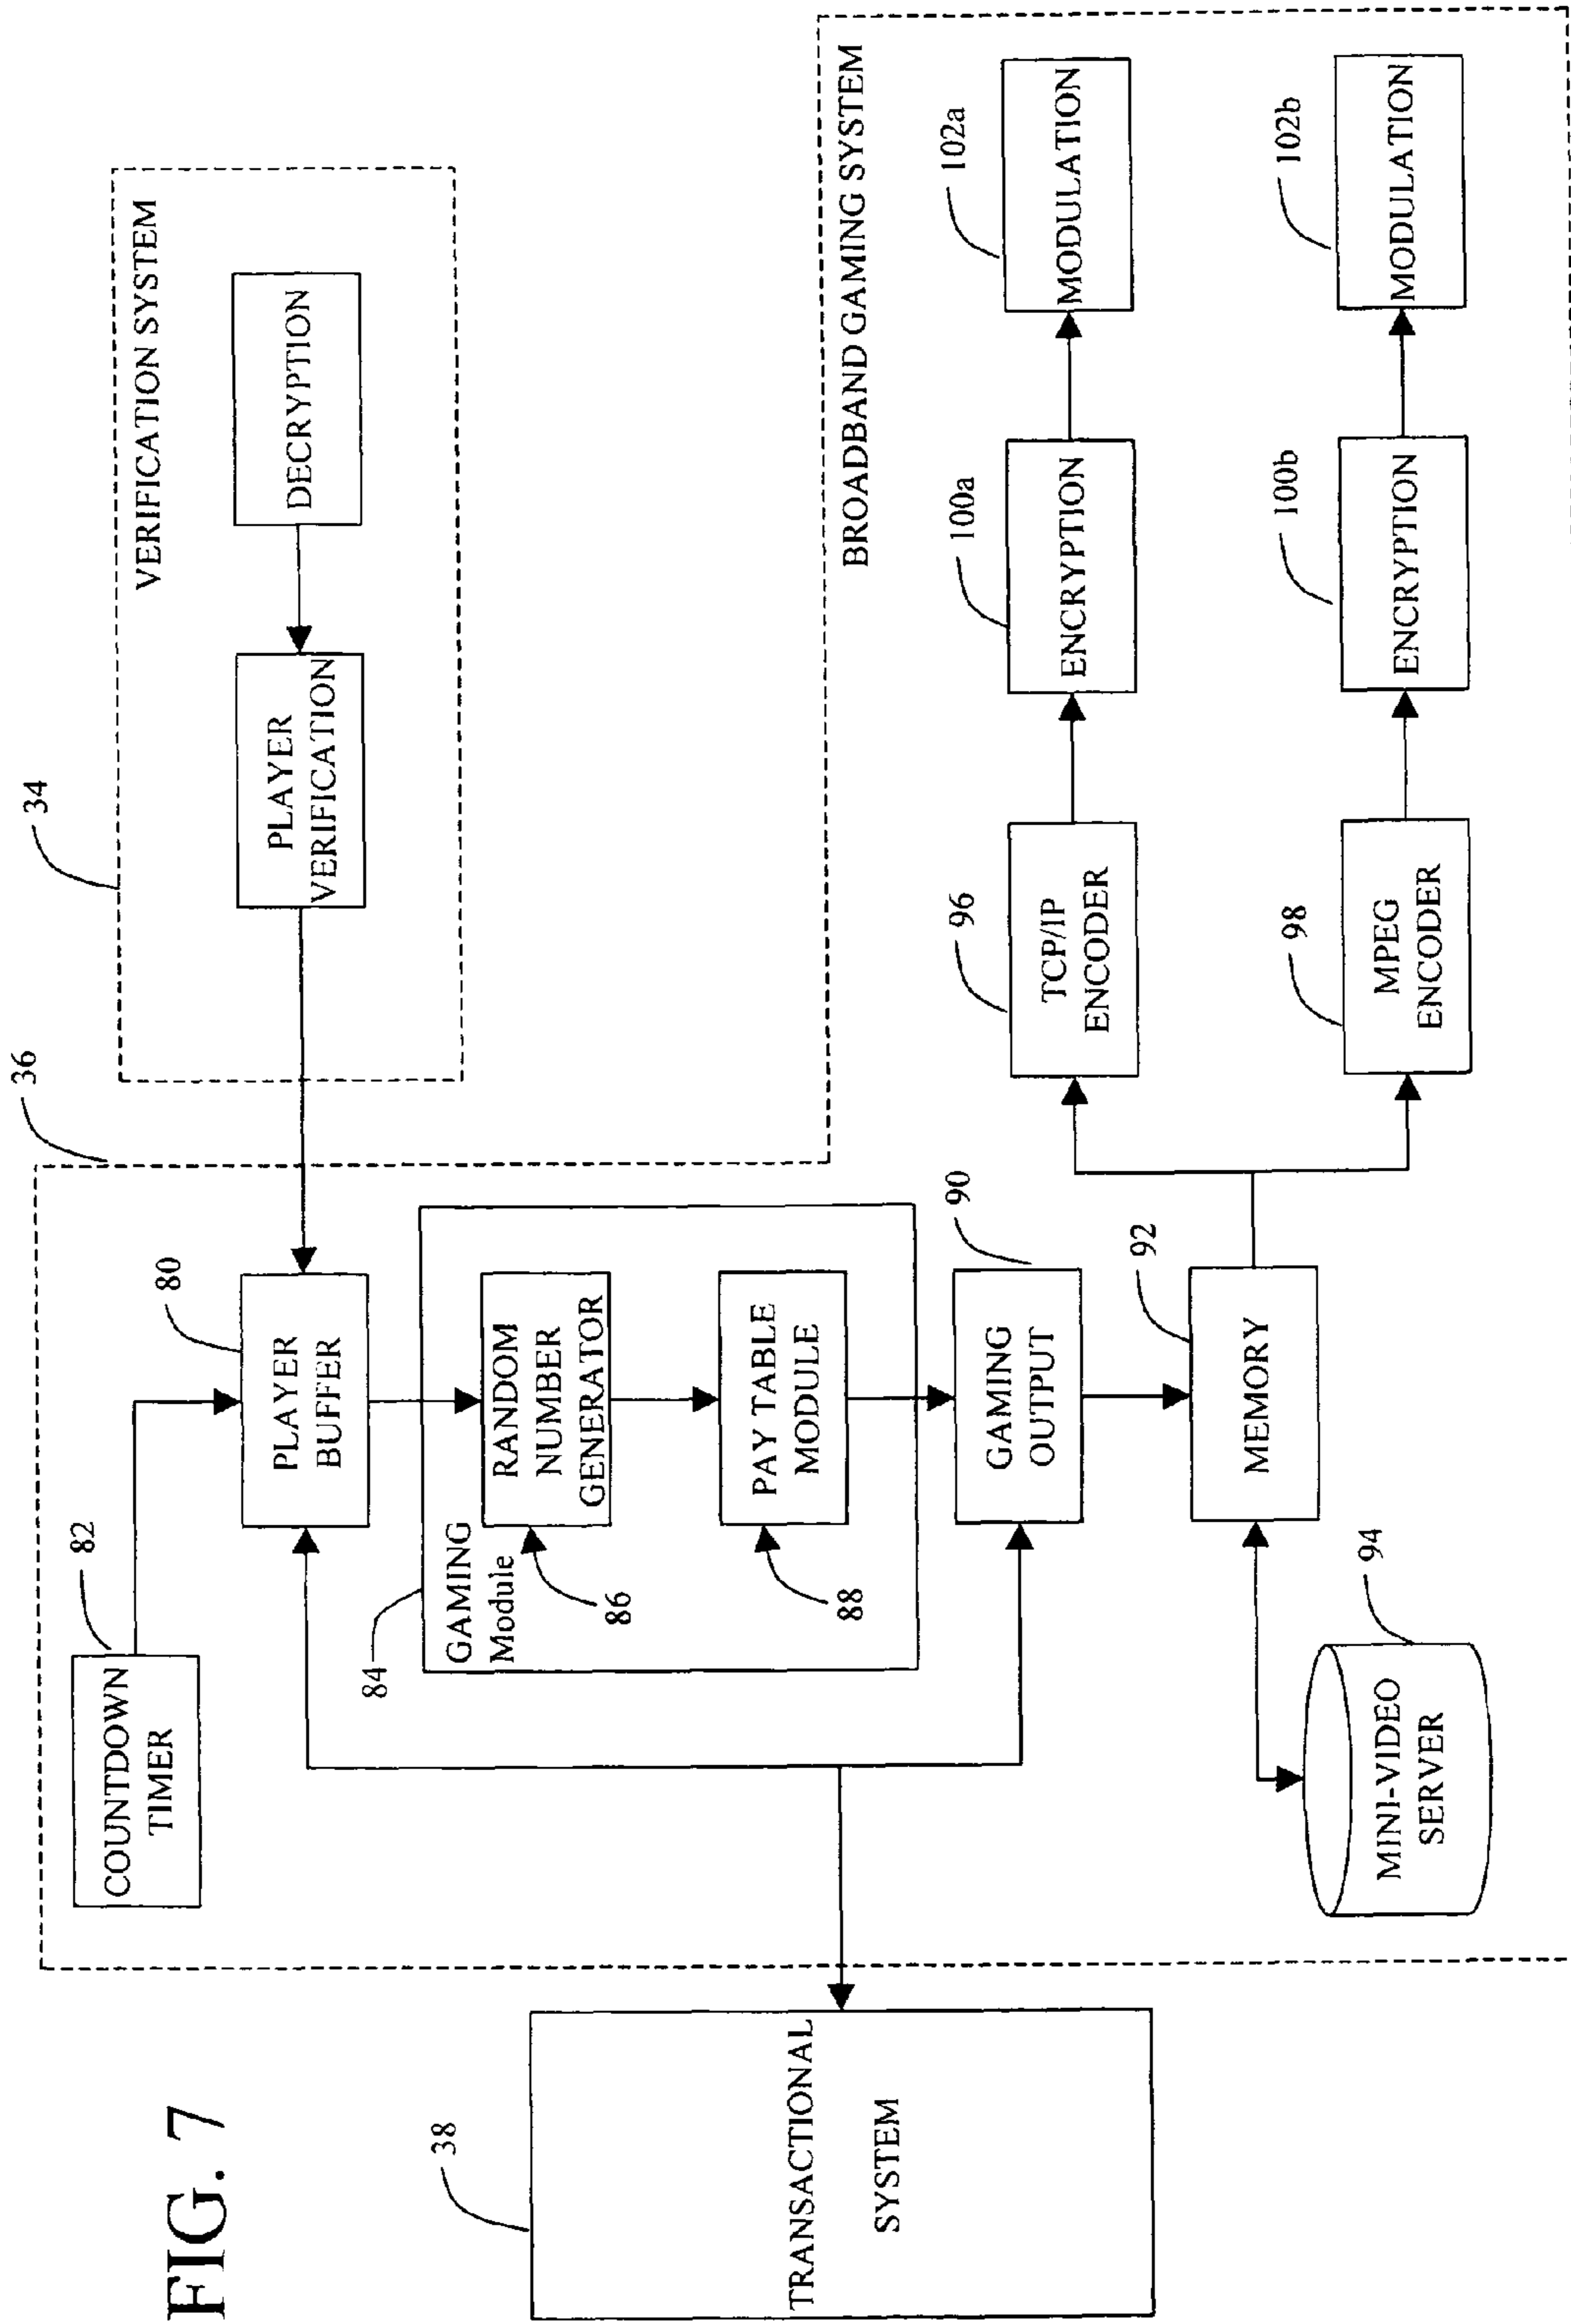 FIG. 7
38
TRANSACTIONAL
SYSTEM
COUNTDOWN
TIMER
82
36
PLAYER
BUFFER
80
84
GAMING
Module
RANDOM
NUMBER
GENERATOR
86
PAY TABLE
MODULE
88
GAMING
OUTPUT
90
MEMORY
92
MINI-VIDEO
SERVER
94
34
VERIFICATION SYSTEM
PLAYER
VERIFICATION
DECRYPTION
BROADBAND GAMING SYSTEM
TCP/IP
ENCODER
96
ENCRYPTION
100a
MODULATION
102a
MPEG
ENCODER
98
ENCRYPTION
100b
MODULATION
102b